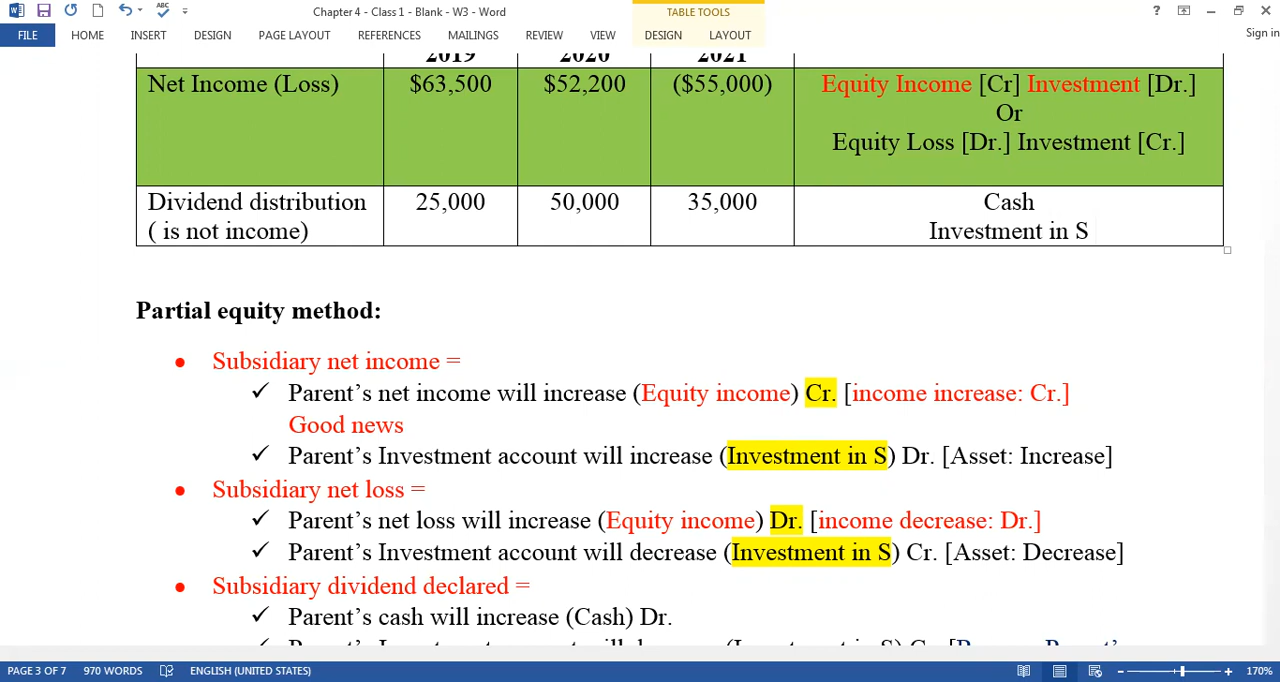 Chapter 4 - Class 1 - Blank - W3 - Word
TABLE TOOLS
Sign in
FILE HOME INSERT DESIGN PAGE LAYOUT REFERENCES MAILINGS REVIEW VIEW DESIGN LAYOUT
2019 2020 2021
Net Income (Loss) $63,500 $52,200 ($55,000) Equity Income [Cr] Investment [Dr.]
Or
Equity Loss [Dr.] Investment [Cr.]
Dividend distribution 25,000 50,000 35,000 Cash
( is not income) Investment in S
Partial equity method:
• Subsidiary net income =
✓ Parent’s net income will increase (Equity income) Cr. [income increase: Cr.]
Good news
✓ Parent’s Investment account will increase (Investment in S) Dr. [Asset: Increase]
• Subsidiary net loss =
✓ Parent’s net loss will increase (Equity income) Dr. [income decrease: Dr.]
✓ Parent’s Investment account will decrease (Investment in S) Cr. [Asset: Decrease]
• Subsidiary dividend declared =
✓ Parent’s cash will increase (Cash) Dr.
PAGE 3 OF 7 970 WORDS ENGLISH (UNITED STATES) 170%